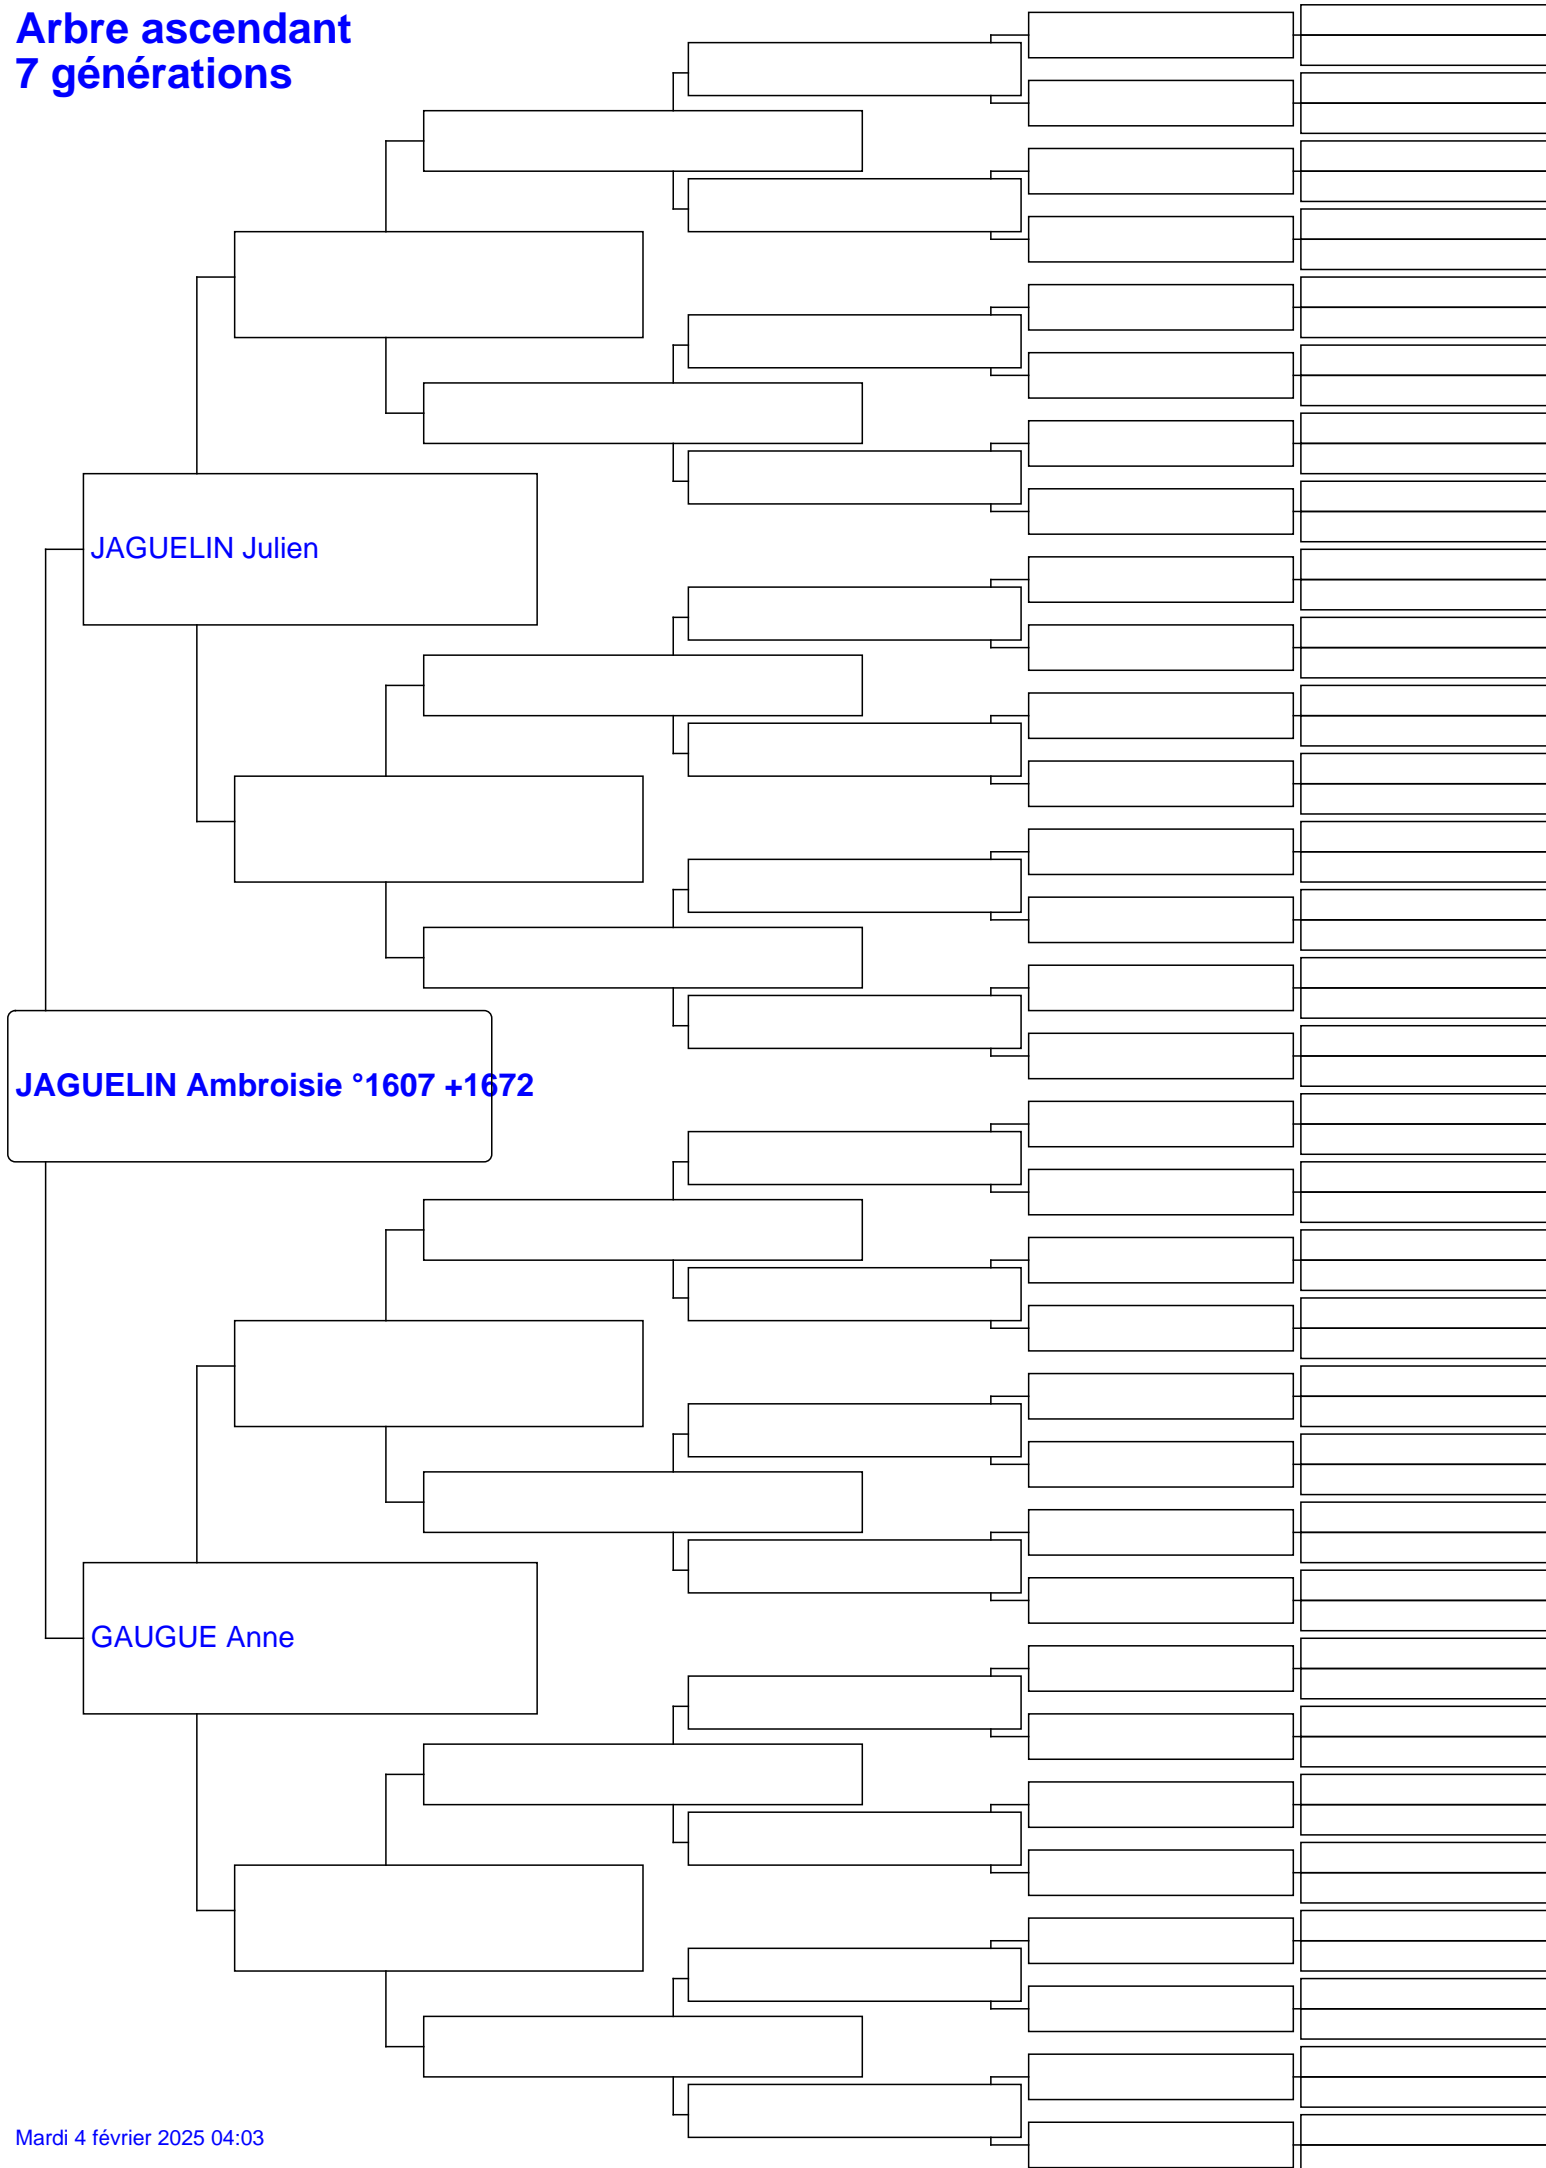 Arbre ascendant
7 générations
JAGUELIN Julien
JAGUELIN Ambroisie °1607 +1672
GAUGUE Anne
Mardi 4 février 2025 04:03